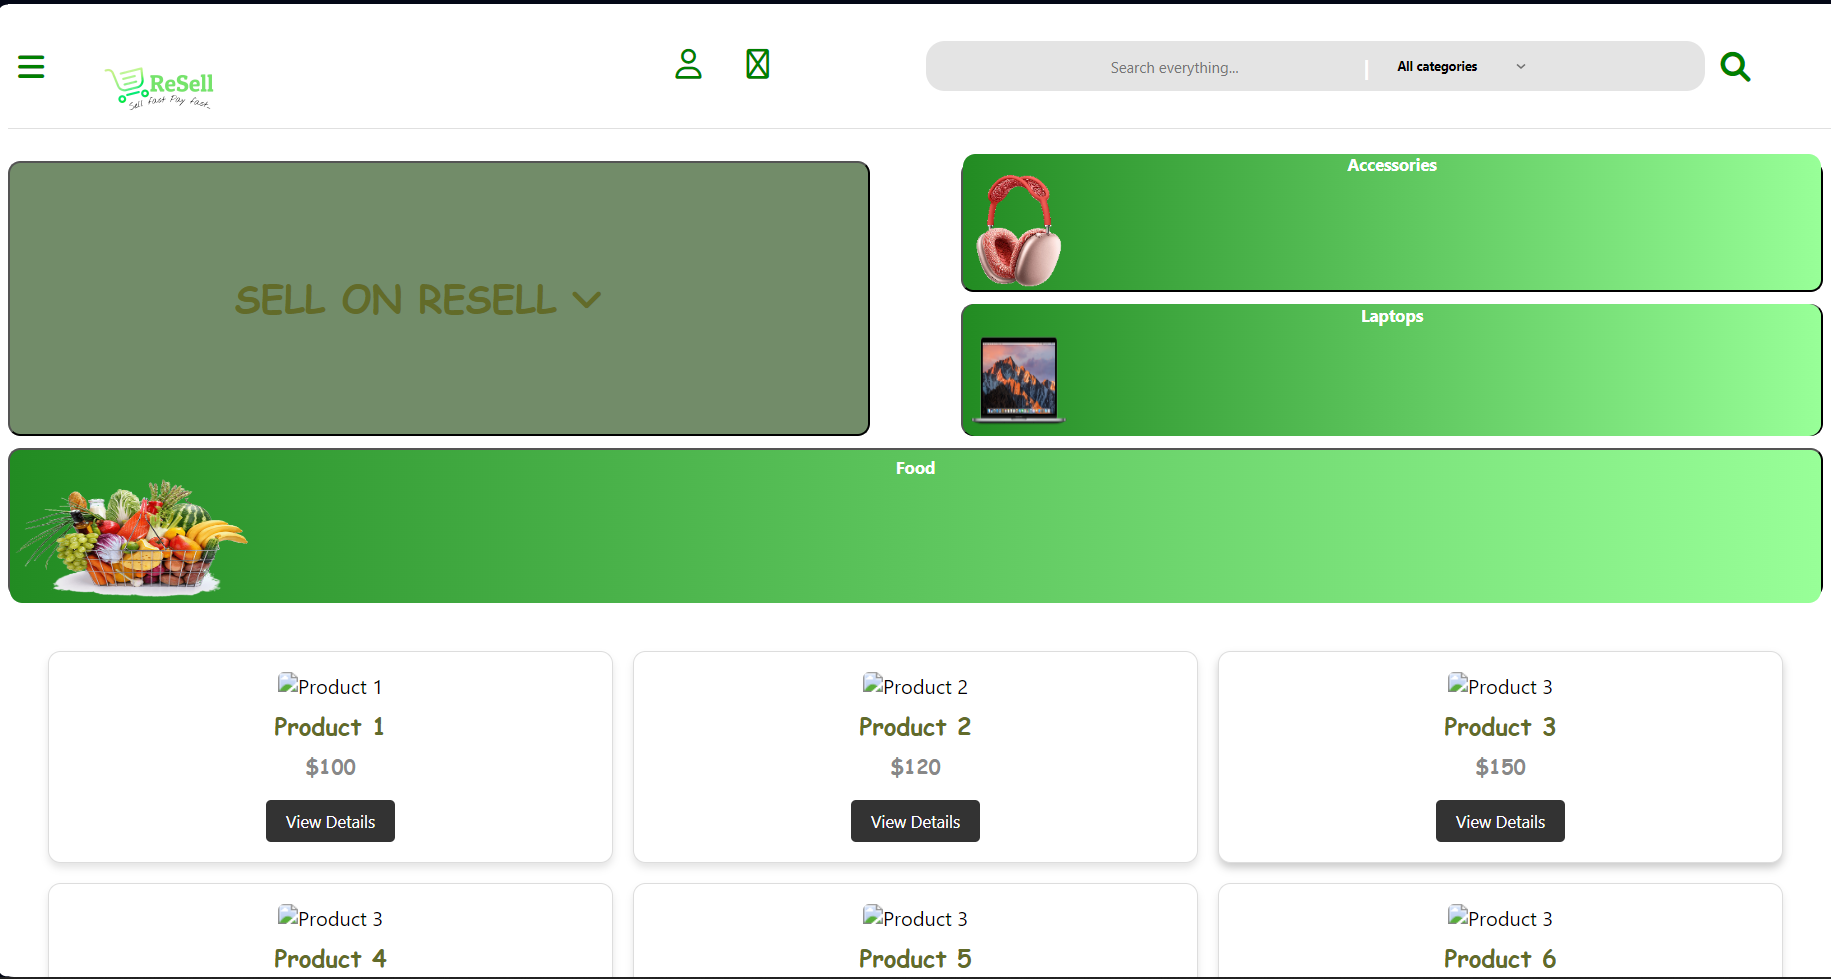 ReSell
Sell fast Pay fast_
Search everything...
|
All categories
SELL ON RESELL
Accessories
Laptops
Food
Product 1
Product 1
$100
View Details
Product 2
Product 2
$120
View Details
Product 3
Product 3
$150
View Details
Product 3
Product 4
Product 3
Product 5
Product 3
Product 6